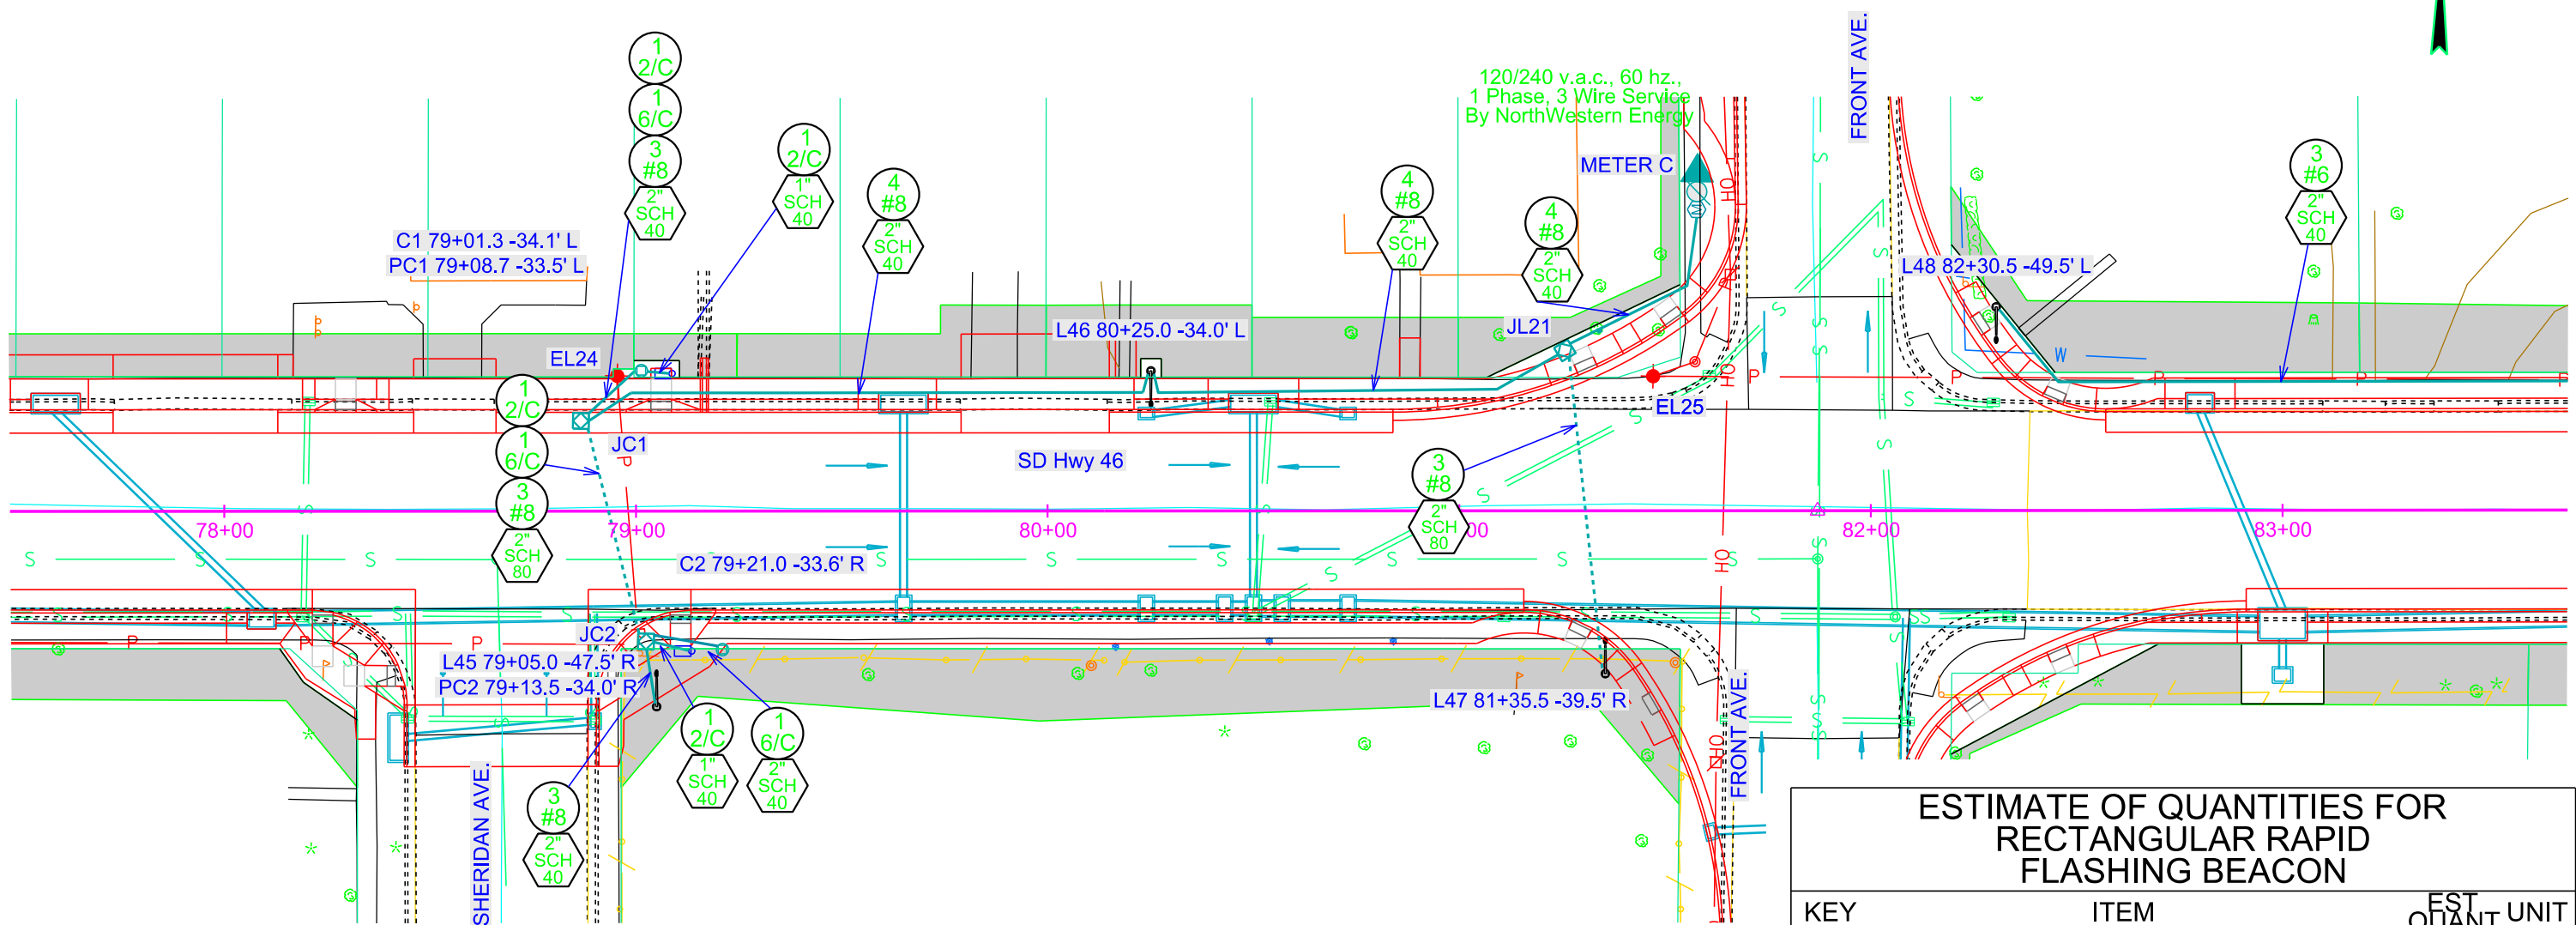 FRONT AVE.
1
2/C
1
6/C
3
#8
2"
SCH
40
120/240 v.a.c., 60 hz.,
1 Phase, 3 Wire Service
By NorthWestern Energy
1
2/C
1"
SCH
40
4
#8
2"
SCH
40
4
#8
2"
SCH
40
METER C
M
OH
4
#8
2"
SCH
40
3
#6
2"
SCH
40
C1 79+01.3 -34.1' L
PC1 79+08.7 -33.5' L
L48 82+30.5 -49.5' L
L46 80+25.0 -34.0' L
JL21
EL24
W
OH
P
P
P
P
EL25
1
2/C
1
6/C
3
#8
2"
SCH
80
JC1
P
SD Hwy 46
3
#8
2"
SCH
80
78+00
79+00
80+00
00
82+00
83+00
S
S
S
S
S
S
S
S
S
S
C2 79+21.0 -33.6' R
OH
JC2
P
P
P
L45 79+05.0 -47.5' R
PC2 79+13.5 -34.0' R
L47 81+35.5 -39.5' R
1
2/C
1"
SCH
40
1
6/C
2"
SCH
40
3
#8
2"
SCH
40
SHERIDAN AVE.
FRONT AVE.
OH
ESTIMATE OF QUANTITIES FOR
RECTANGULAR RAPID
FLASHING BEACON
KEY ITEM EST QUANT UNIT